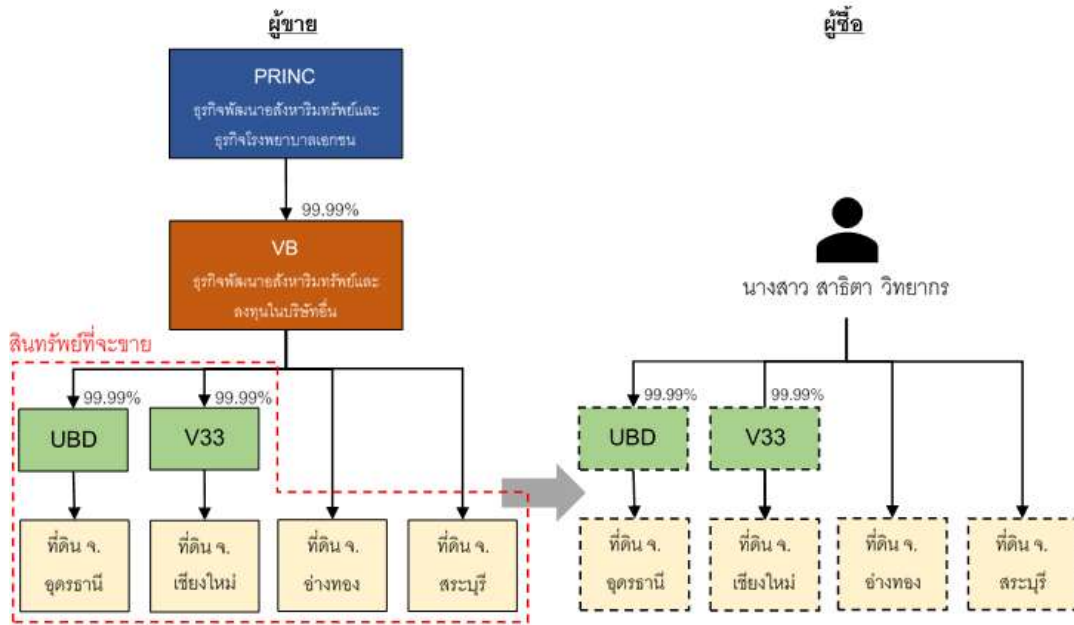 ผู้ขาย
ผู้ซื้อ
PRINC
ธุรกิจพัฒนาอสังหาริมทรัพย์และ
ธุรกิจโรงพยาบาลเอกชน
99.99%
VB
ธุรกิจพัฒนาอสังหาริมทรัพย์และ
ลงทุนในบริษัทอื่น
นางสาว สาธิตา วิทยากร
สินทรัพย์ที่จะขาย
99.99%
99.99%
UBD
V33
ที่ดิน จ.
อุดรธานี
ที่ดิน จ.
เชียงใหม่
ที่ดิน จ.
อ่างทอง
ที่ดิน จ.
สระบุรี
99.99%
99.99%
UBD
V33
ที่ดิน จ.
อุดรธานี
ที่ดิน จ.
เชียงใหม่
ที่ดิน จ.
อ่างทอง
ที่ดิน จ.
สระบุรี